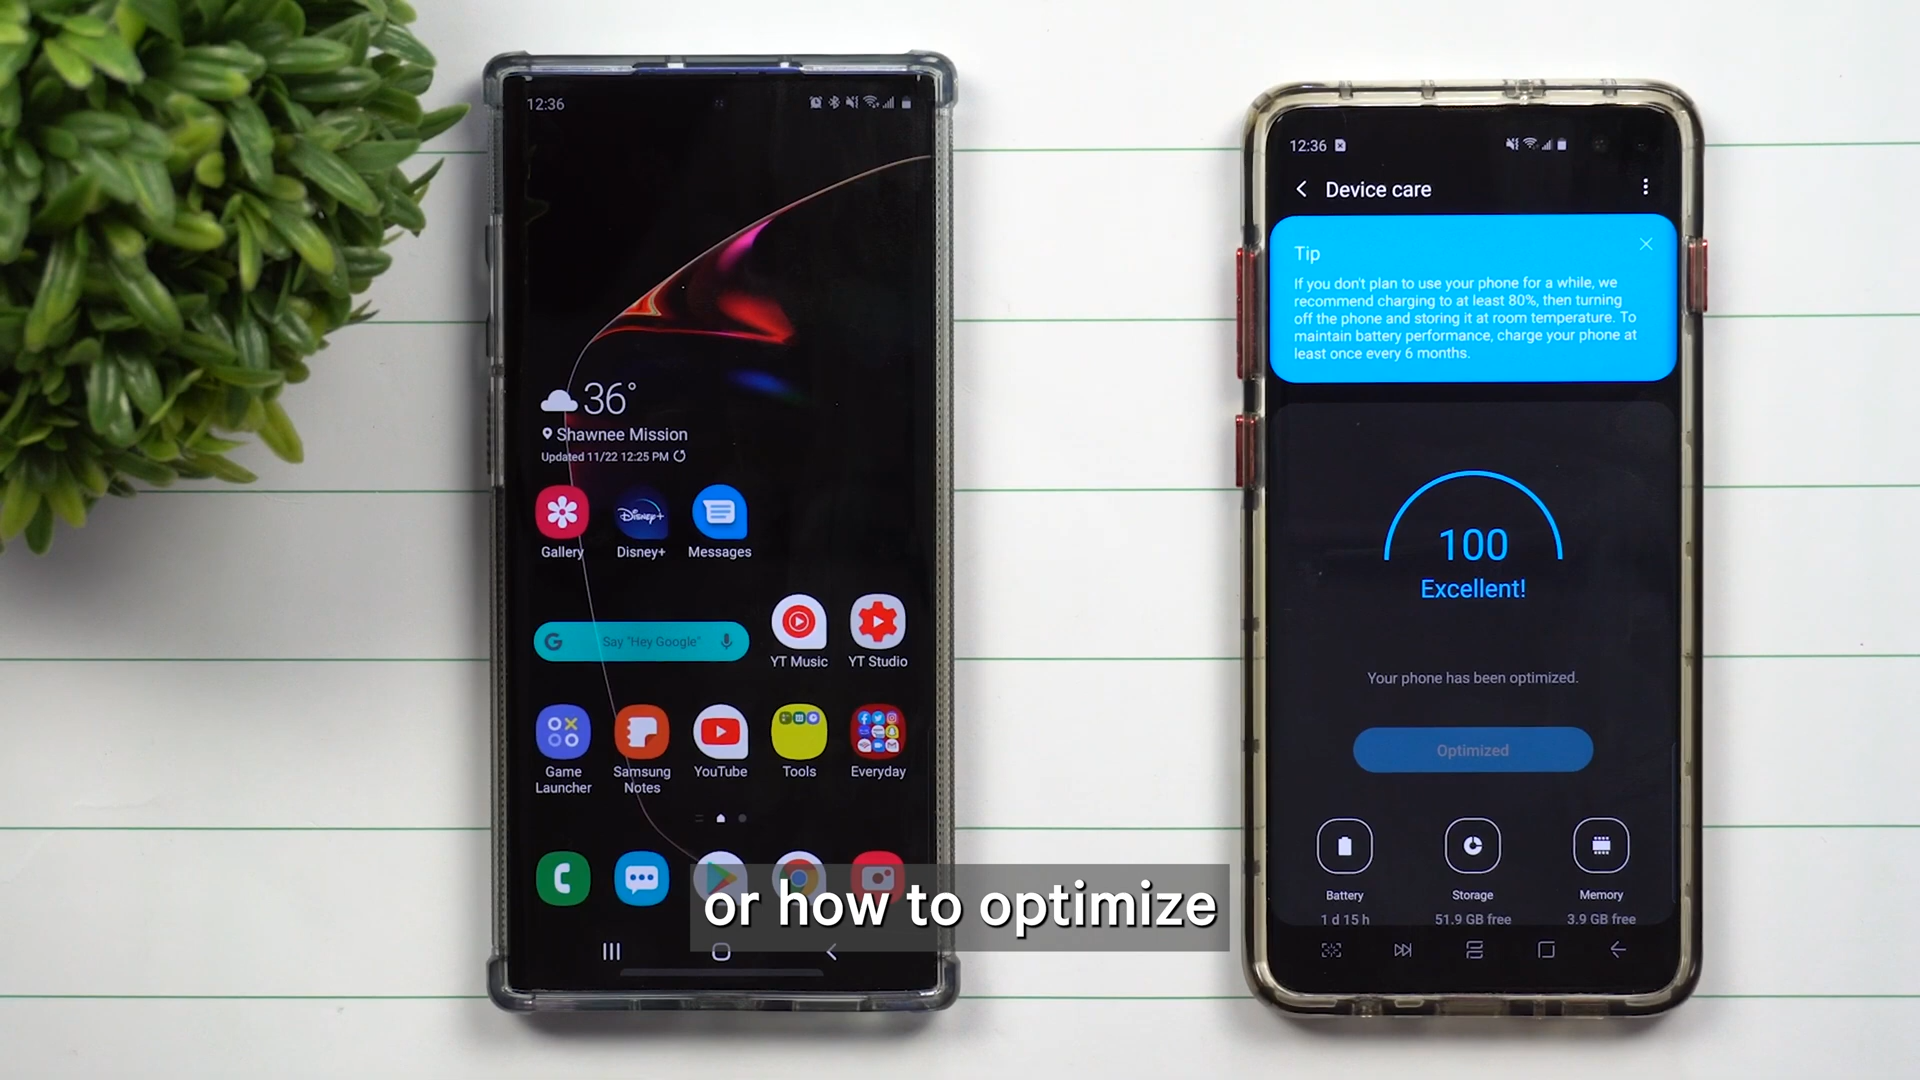 12:36
36°
Shawnee Mission
Updated 11/22 12:25 PM
Disney+
Gallery
Disney+
Messages
G Say "Hey Google"
YT Music
YT Studio
Game Launcher
Samsung Notes
YouTube
Tools
Everyday
12:36
Device care
Tip
If you don't plan to use your phone for a while, we
recommend charging to at least 80%, then turning
off the phone and storing it at room temperature. To
maintain battery performance, charge your phone at
least once every 6 months.
100
Excellent!
Your phone has been optimized.
Optimized
Battery
1 d 15 h
Storage
51.9 GB free
Memory
3.9 GB free
or how to optimize